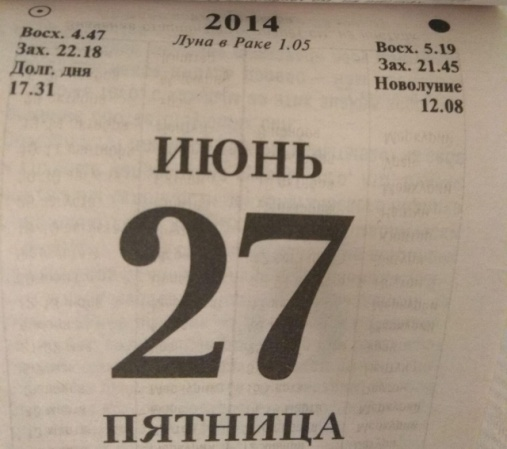 2014
Луна в Раке 1.05
Восх. 4.47
Зах. 22.18
Долг. дня
17.31
Восх. 5.19
Зах. 21.45
Новолуние
12.08
ИЮНЬ
27
ПЯТНИЦА